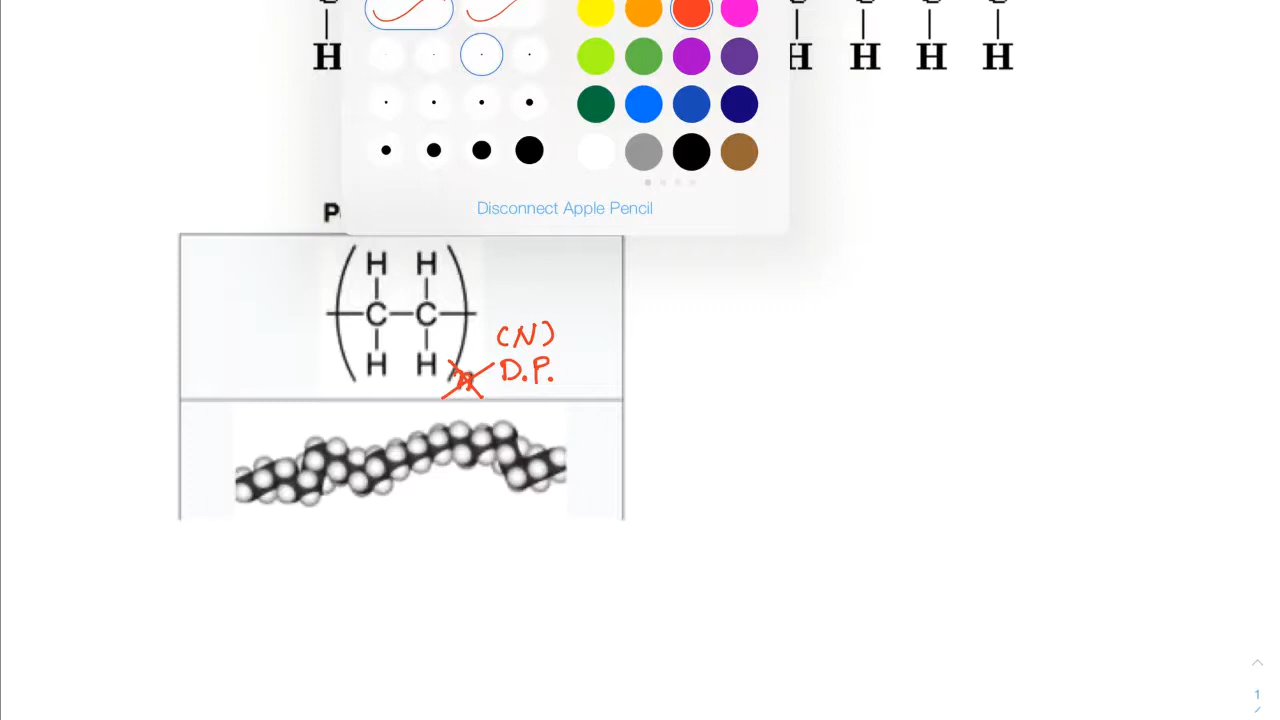 H H H H H
Disconnect Apple Pencil
P
H H
C C
(N)
H H D.P.
1